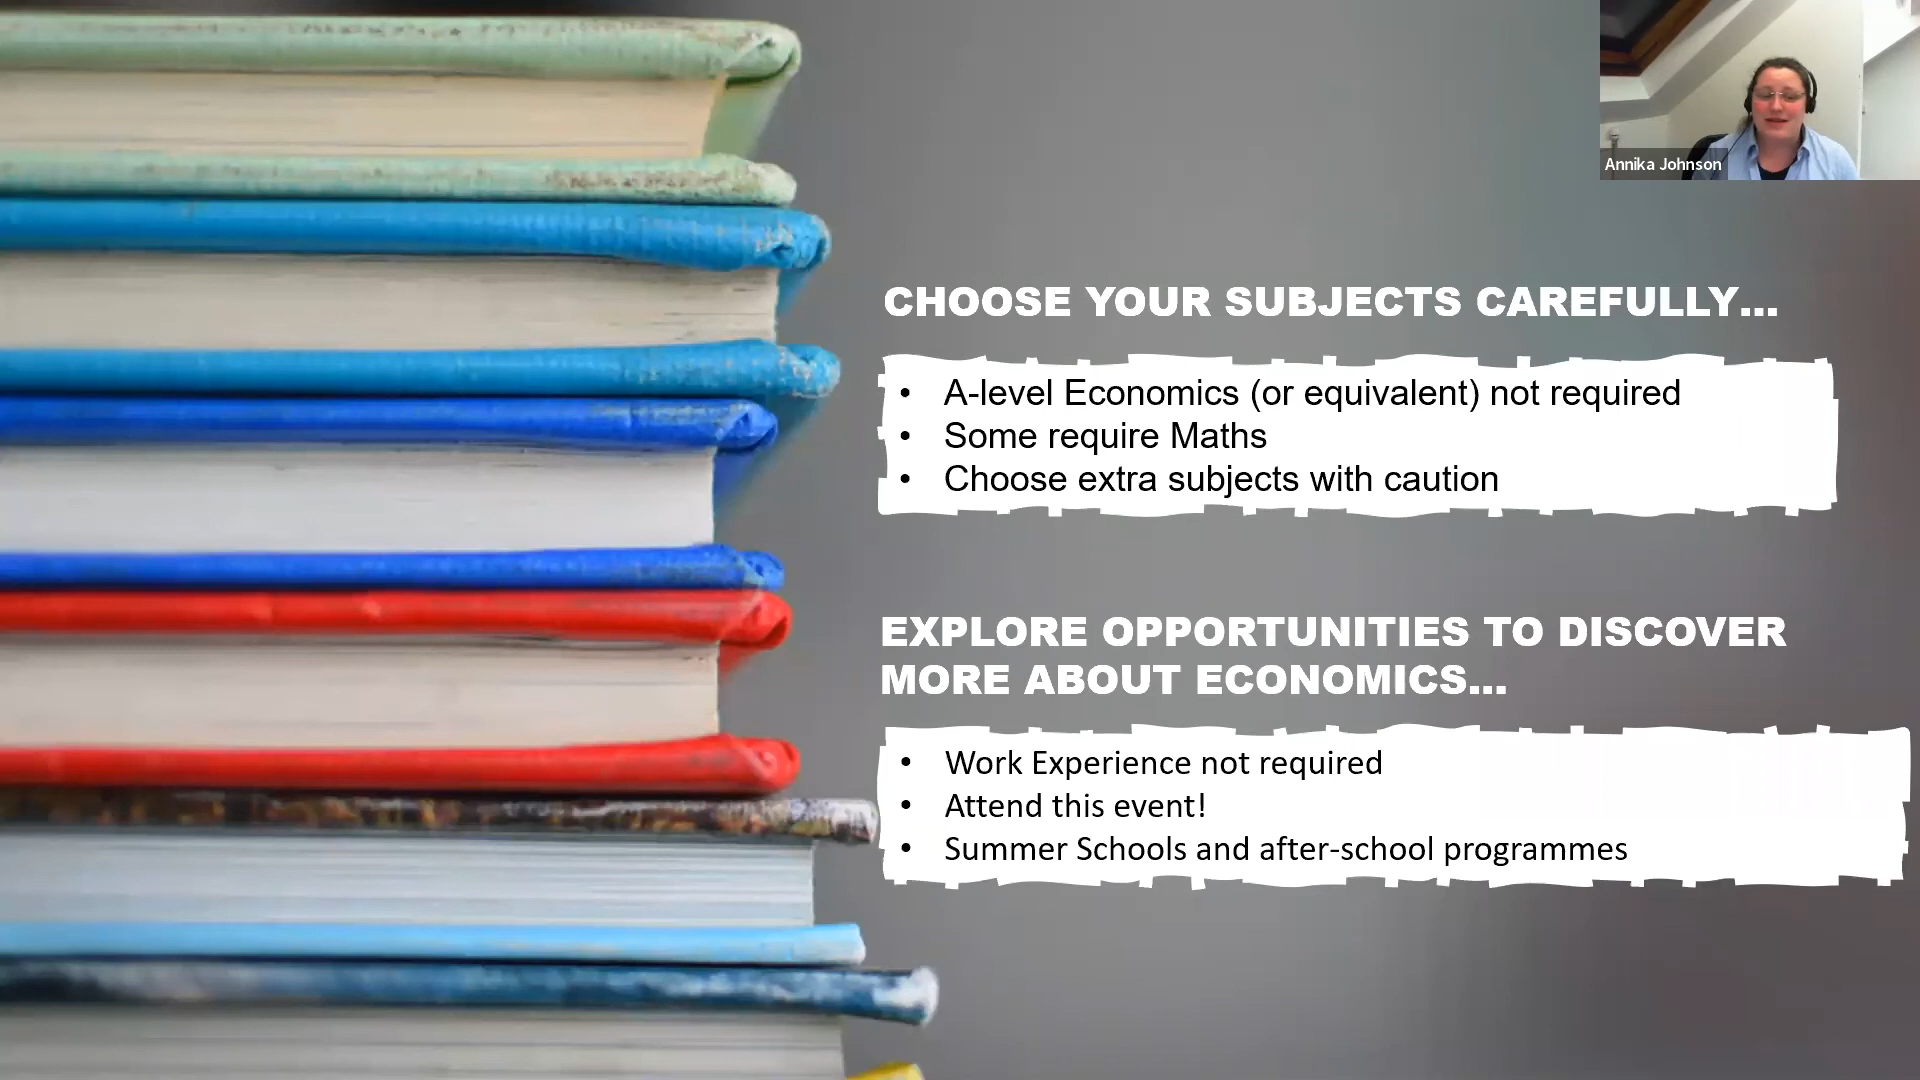 Annika Johnson
CHOOSE YOUR SUBJECTS CAREFULLY...
• A-level Economics (or equivalent) not required
• Some require Maths
• Choose extra subjects with caution
EXPLORE OPPORTUNITIES TO DISCOVER
MORE ABOUT ECONOMICS...
• Work Experience not required
• Attend this event!
• Summer Schools and after-school programmes